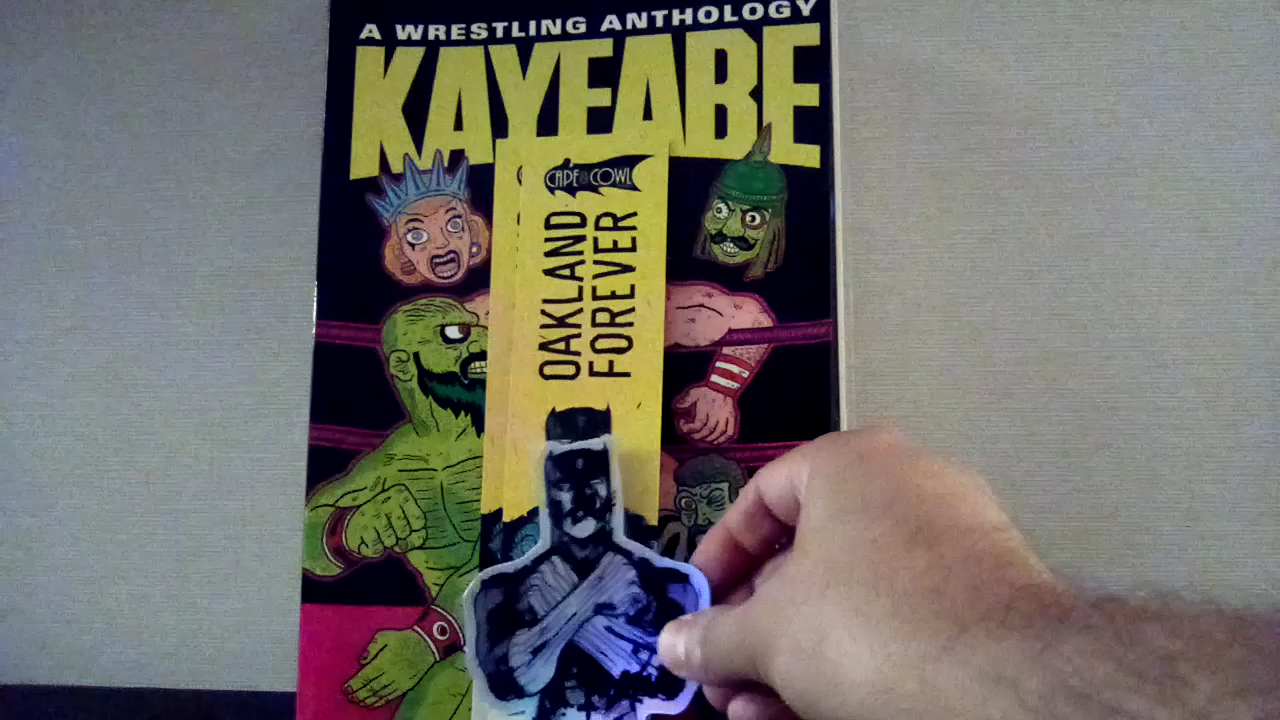 A WRESTLING ANTHOLOGY
KAYFABE
CAPE & COWL
OAKLAND
FOREVER